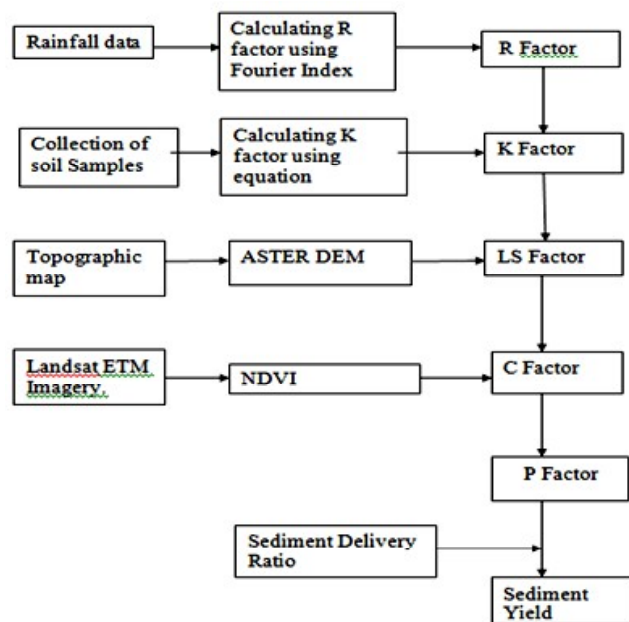 Rainfall data
Calculating R
factor using
Fourier Index
R Factor
Collection of
soil Samples
Calculating K
factor using
equation
K Factor
Topographic
map
ASTER DEM
LS Factor
Landsat ETM
Imagery,
NDVI
C Factor
P Factor
Sediment Delivery
Ratio
Sediment
Yield